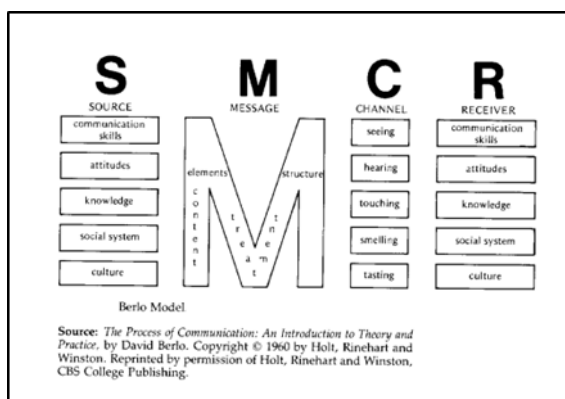 S M C R
SOURCE MESSAGE CHANNEL RECEIVER
communication
skills
attitudes
knowledge
social system
culture
elements
structure
content
treatment
seeing
hearing
touching
smelling
tasting
communication
skills
attitudes
knowledge
social system
culture
Berlo Model
Source: The Process of Communication: An Introduction to Theory and
Practice, by David Berlo. Copyright © 1960 by Holt, Rinehart and
Winston. Reprinted by permission of Holt, Rinehart and Winston,
CBS College Publishing.